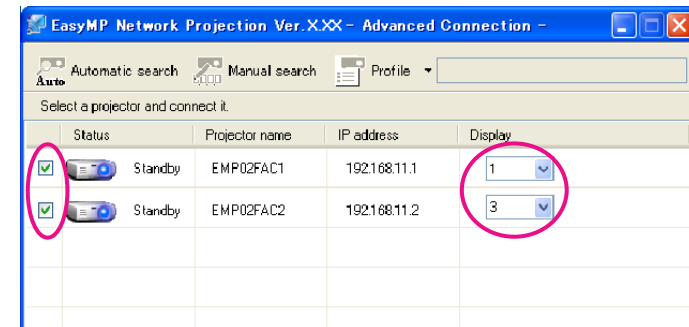 EasyMP Network Projection Ver.X.XX - Advanced Connection -
Auto Automatic search Manual search Profile
Select a projector and connect it.
Status Projector name IP address Display
Standby EMP02FAC1 192.168.11.1 1
Standby EMP02FAC2 192.168.11.2 3